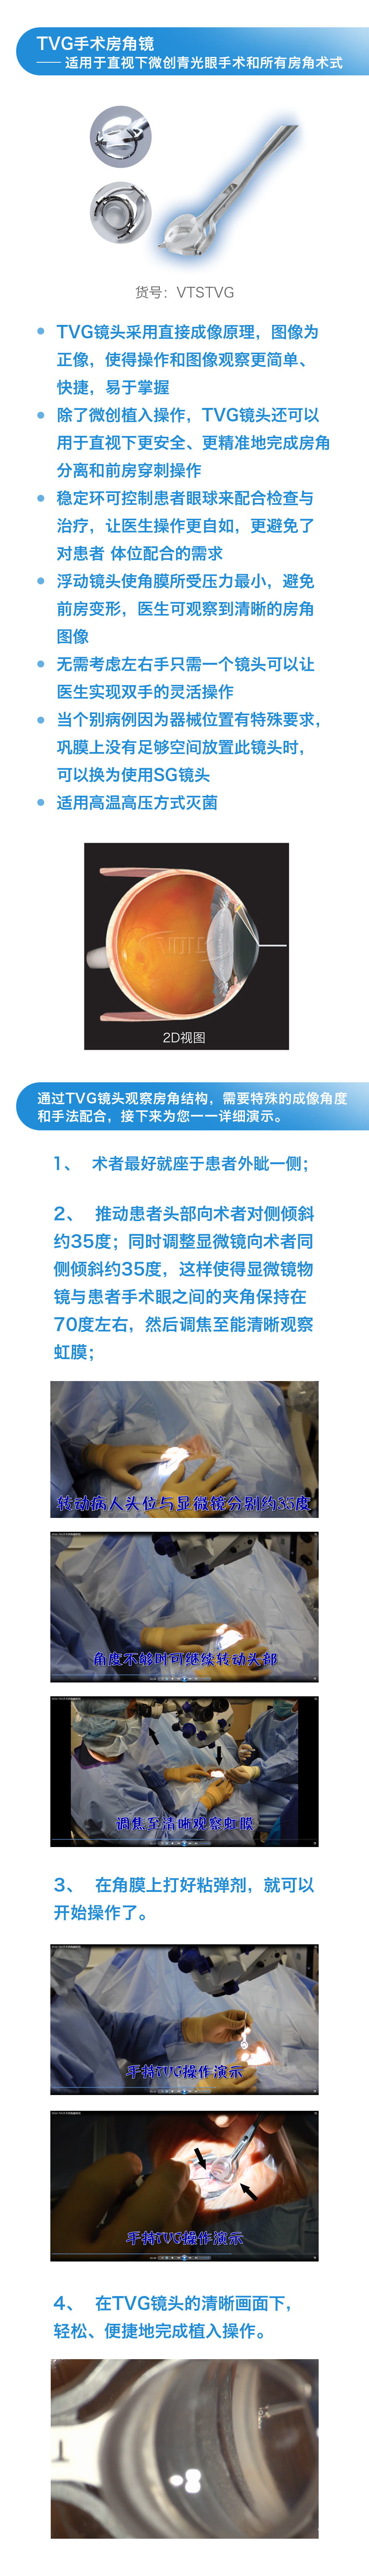 TVG手术房角镜
—— 适用于直视下微创青光眼手术和所有房角术式
货号：VTSTVG
● TVG镜头采用直接成像原理，图像为
正像，使得操作和图像观察更简单、
快捷，易于掌握
● 除了微创植入操作，TVG镜头还可以
用于直视下更安全、更精准地完成房角
分离和前房穿刺操作
● 稳定环可控制患者眼球来配合检查与
治疗，让医生操作更自如，更避免了
对患者 体位配合的需求
● 浮动镜头使角膜所受压力最小，避免
前房变形，医生可观察到清晰的房角
图像
● 无需考虑左右手只需一个镜头可以让
医生实现双手的灵活操作
● 当个别病例因为器械位置有特殊要求，
巩膜上没有足够空间放置此镜头时，
可以换为使用SG镜头
● 适用高温高压方式灭菌
2D视图
通过TVG镜头观察房角结构，需要特殊的成像角度
和手法配合，接下来为您一一详细演示。
1、 术者最好就座于患者外眦一侧；
2、 推动患者头部向术者对侧倾斜
约35度；同时调整显微镜向术者同
侧倾斜约35度，这样使得显微镜物
镜与患者手术眼之间的夹角保持在
70度左右，然后调焦至能清晰观察
虹膜；
转动病人头位与显微镜分别约35度
角度不够时可继续转动头部
调焦至清晰观察虹膜
3、 在角膜上打好粘弹剂，就可以
开始操作了。
手持TVG操作演示
手持TVG操作演示
4、 在TVG镜头的清晰画面下，
轻松、便捷地完成植入操作。